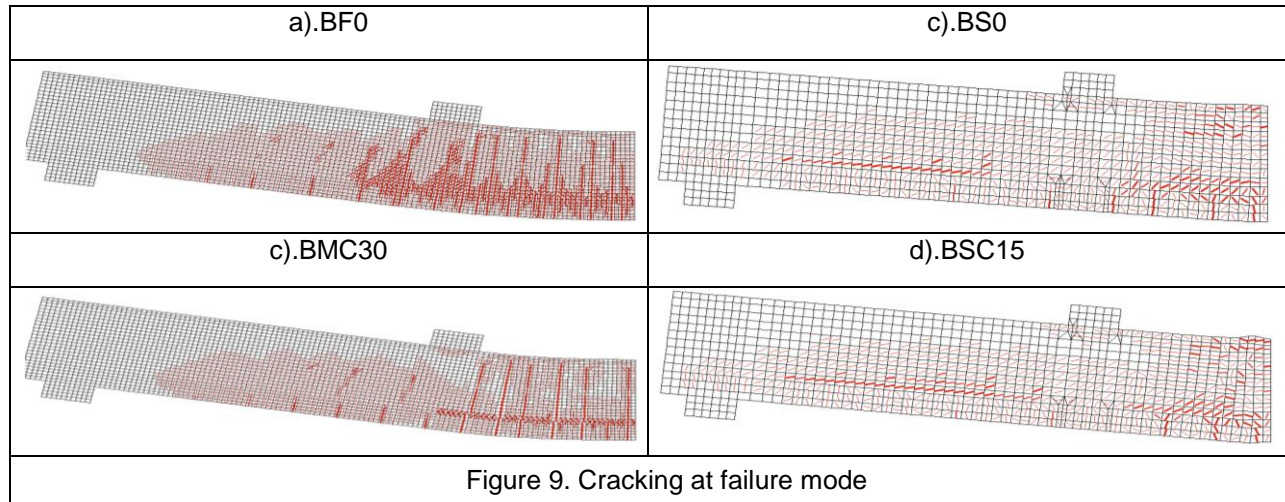 a).BF0
c).BS0
c).BMC30
d).BSC15
Figure 9. Cracking at failure mode